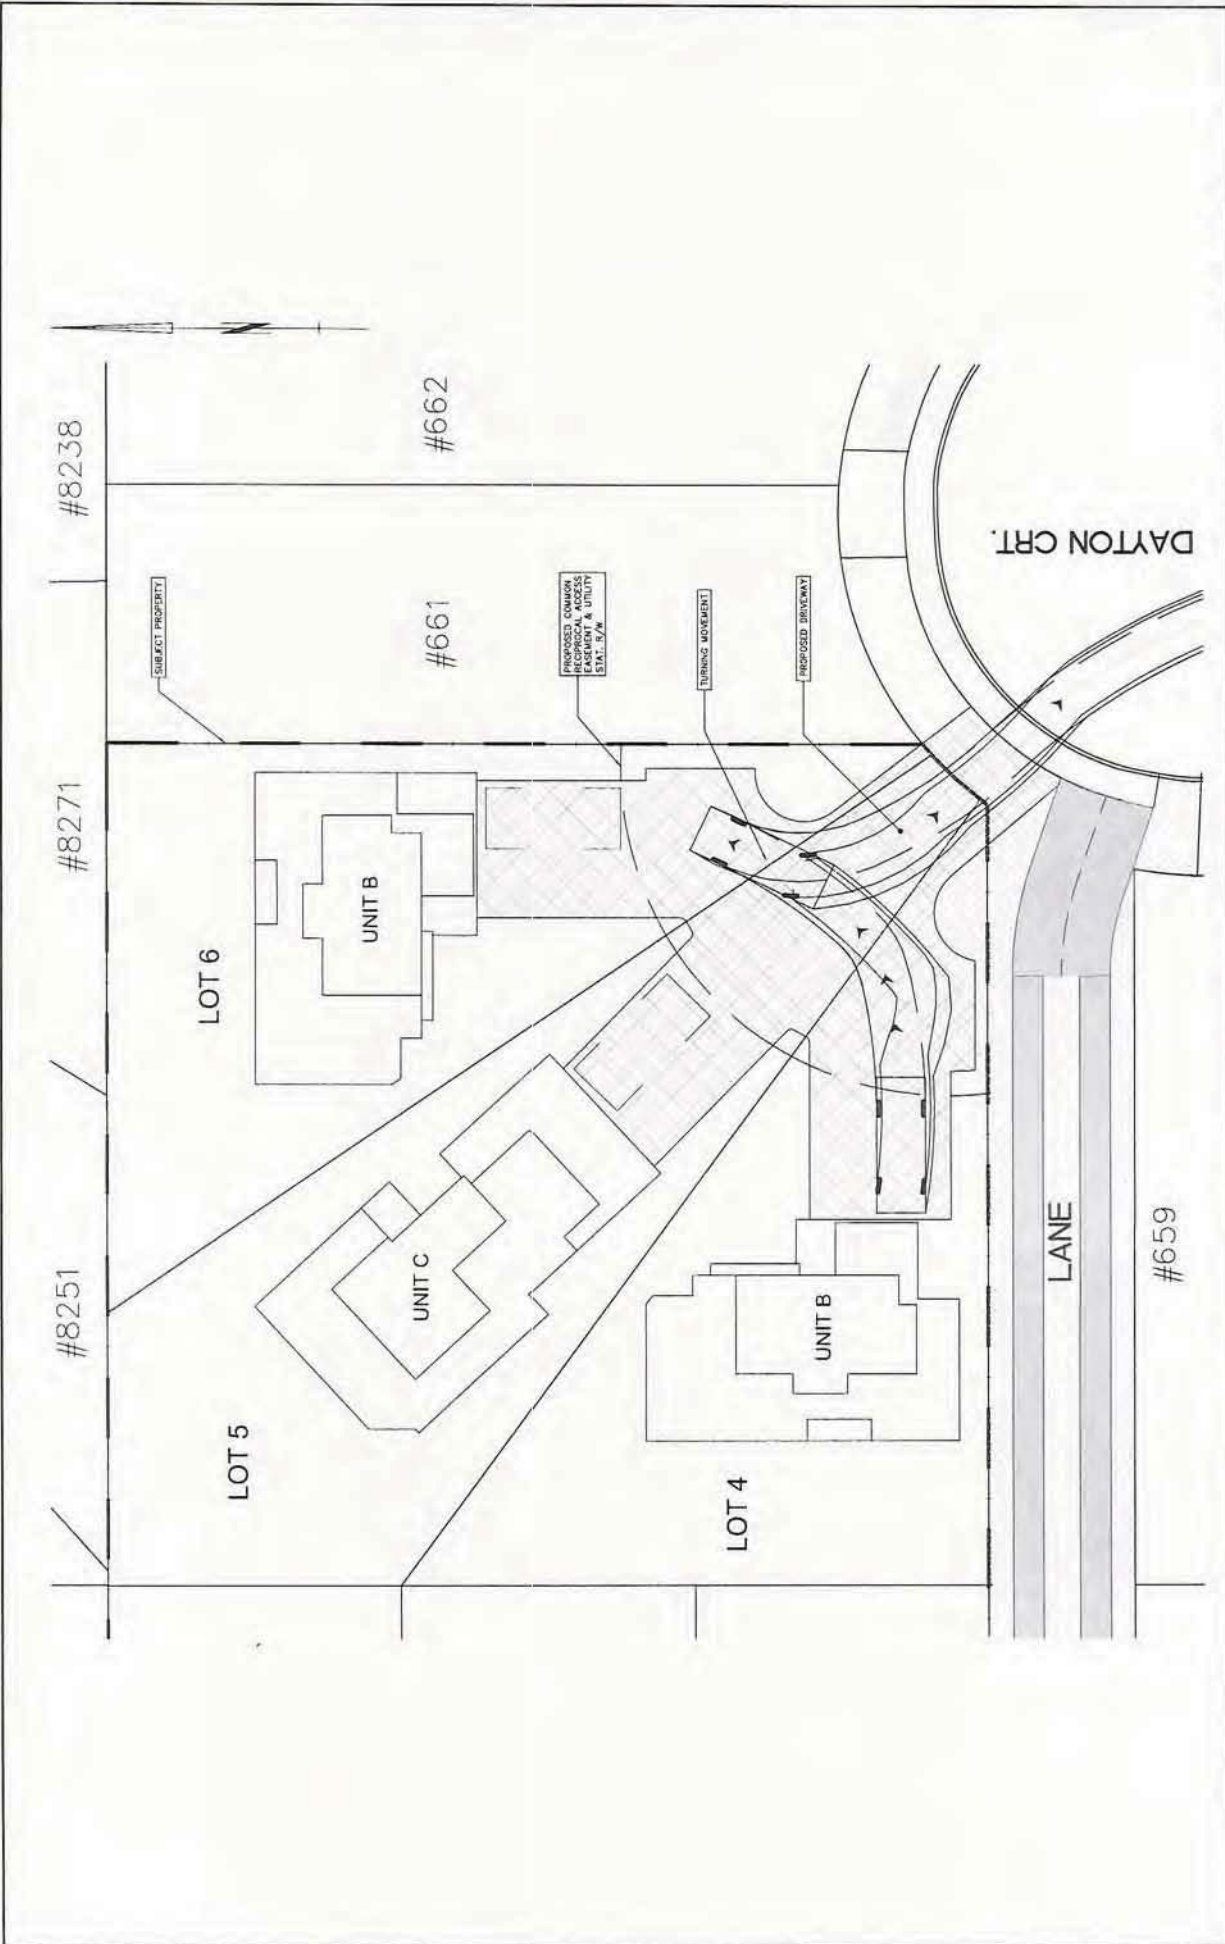 #8251
#8271
#8238
LOT 5
LOT 6
SUBJECT PROPERTY
UNIT C
UNIT B
#661
#662
PROPOSED COMMON
RECIPROCAL ACCESS
EASEMENT & UTILITY
STAT. R/W
TURNING MOVEMENT
LOT 4
UNIT B
PROPOSED DRIVEWAY
DAYTON CRT.
LANE
#659
N